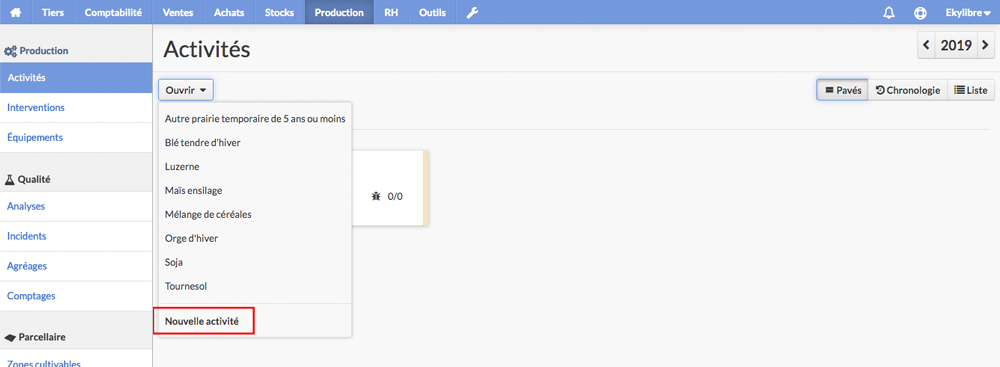 Tiers Comptabilité Ventes Achats Stocks Production RH Outils Ekylibre
Production
Activités
Interventions
Équipements
Qualité
Analyses
Incidents
Agréages
Comptages
Parcellaire
Zones cultivables
Activités
2019
Ouvrir
Pavés Chronologie Liste
Autre prairie temporaire de 5 ans ou moins
Blé tendre d'hiver
Luzerne
Maïs ensilage
Mélange de céréales
Orge d'hiver
Soja
Tournesol
Nouvelle activité
0/0